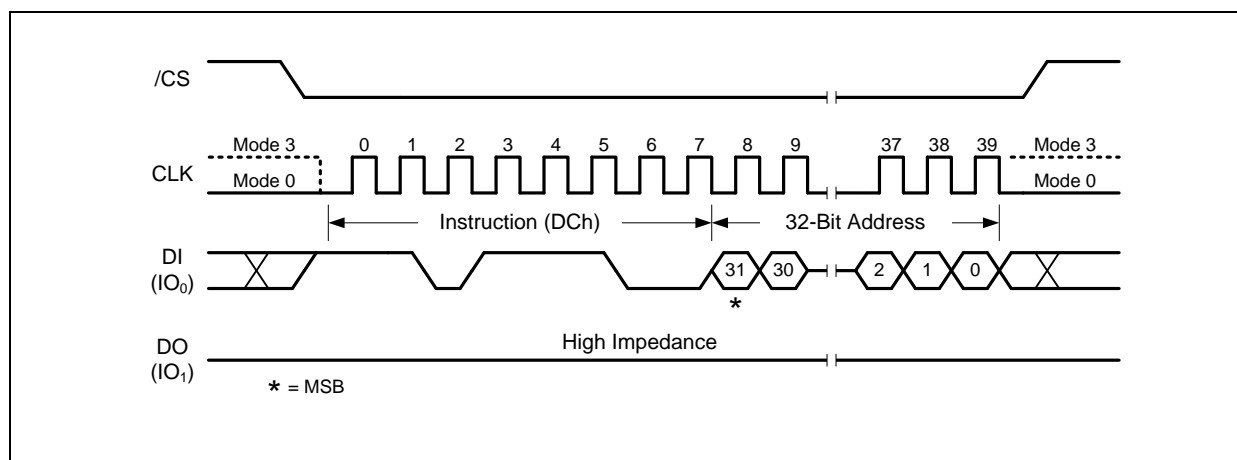 /CS
Mode 3 0 1 2 3 4 5 6 7 8 9 37 38 39 Mode 3
CLK
Mode 0 Mode 0
Instruction (DCh) 32-Bit Address
DI
(IO₀) 31 30 2 1 0
*
DO High Impedance
(IO₁)
* = MSB